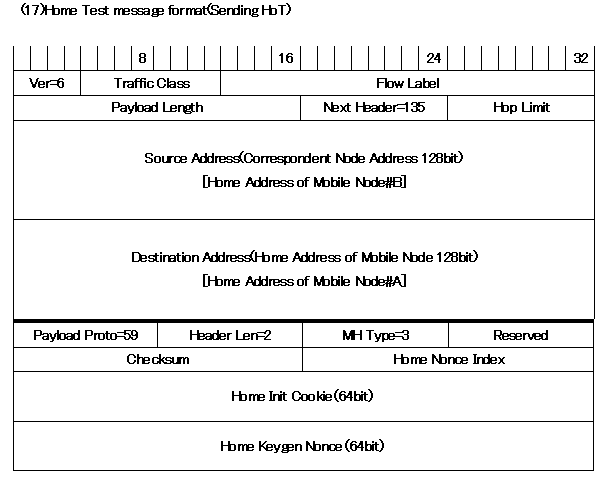 (17)Home Test message format(Sending HoT)
8 16 24 32
Ver=6 Traffic Class Flow Label
Payload Length Next Header=135 Hop Limit
Source Address(Correspondent Node Address 128bit)
[Home Address of Mobile Node#B]
Destination Address(Home Address of Mobile Node 128bit)
[Home Address of Mobile Node#A]
Payload Proto=59 Header Len=2 MH Type=3 Reserved
Checksum Home Nonce Index
Home Init Cookie(64bit)
Home Keygen Nonce(64bit)